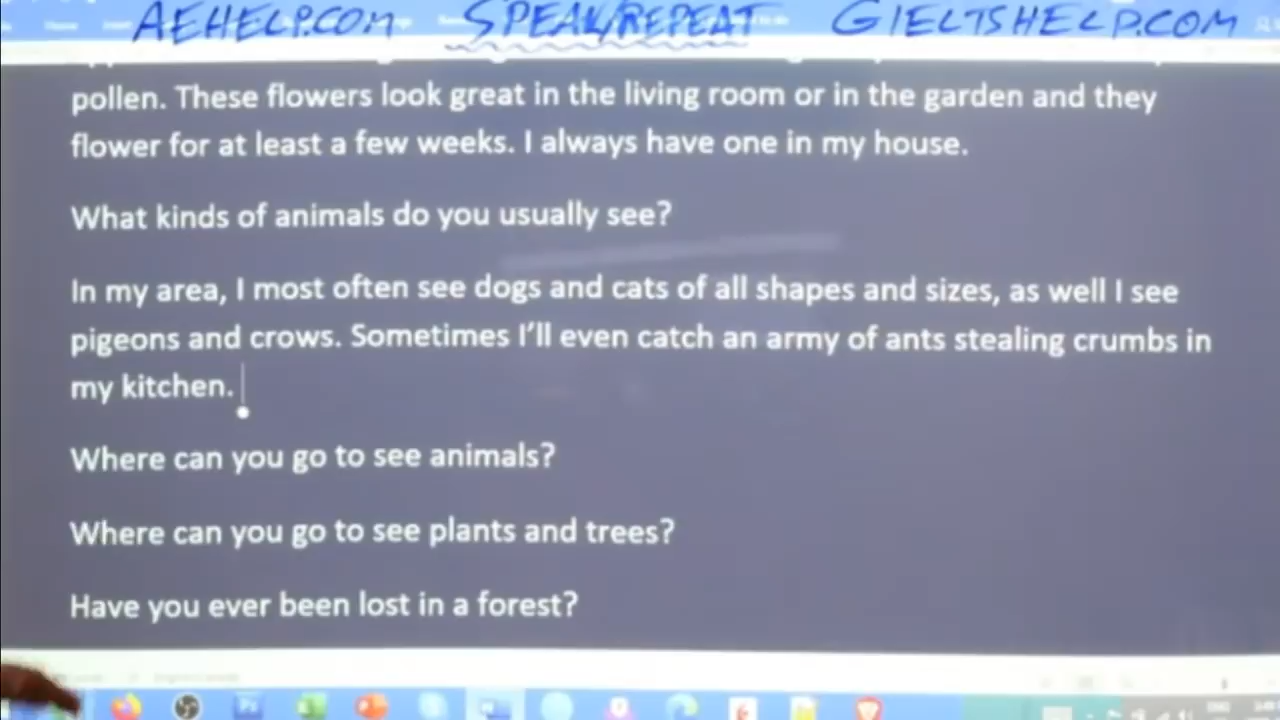 AEHELP.COM SPEAK/REPEAT GIELTSHELP.COM
pollen. These flowers look great in the living room or in the garden and they
flower for at least a few weeks. I always have one in my house.
What kinds of animals do you usually see?
In my area, I most often see dogs and cats of all shapes and sizes, as well I see
pigeons and crows. Sometimes I'll even catch an army of ants stealing crumbs in
my kitchen.
Where can you go to see animals?
Where can you go to see plants and trees?
Have you ever been lost in a forest?